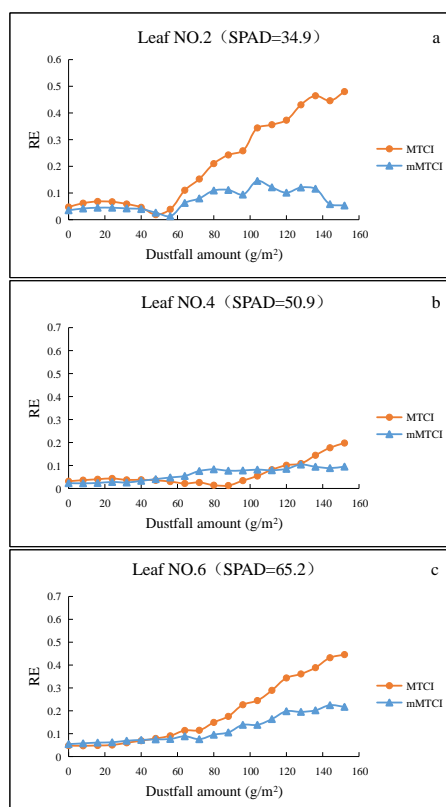 Leaf NO.2（SPAD=34.9）
a
0.6
0.5
0.4
0.3
0.2
0.1
0
RE
MTCI
mMTCI
0 20 40 60 80 100 120 140 160
Dustfall amount (g/m²)
Leaf NO.4（SPAD=50.9）
b
0.7
0.6
0.5
0.4
0.3
0.2
0.1
0
RE
MTCI
mMTCI
0 20 40 60 80 100 120 140 160
Dustfall amount (g/m²)
Leaf NO.6（SPAD=65.2）
c
0.7
0.6
0.5
0.4
0.3
0.2
0.1
0
RE
MTCI
mMTCI
0 20 40 60 80 100 120 140 160
Dustfall amount (g/m²)